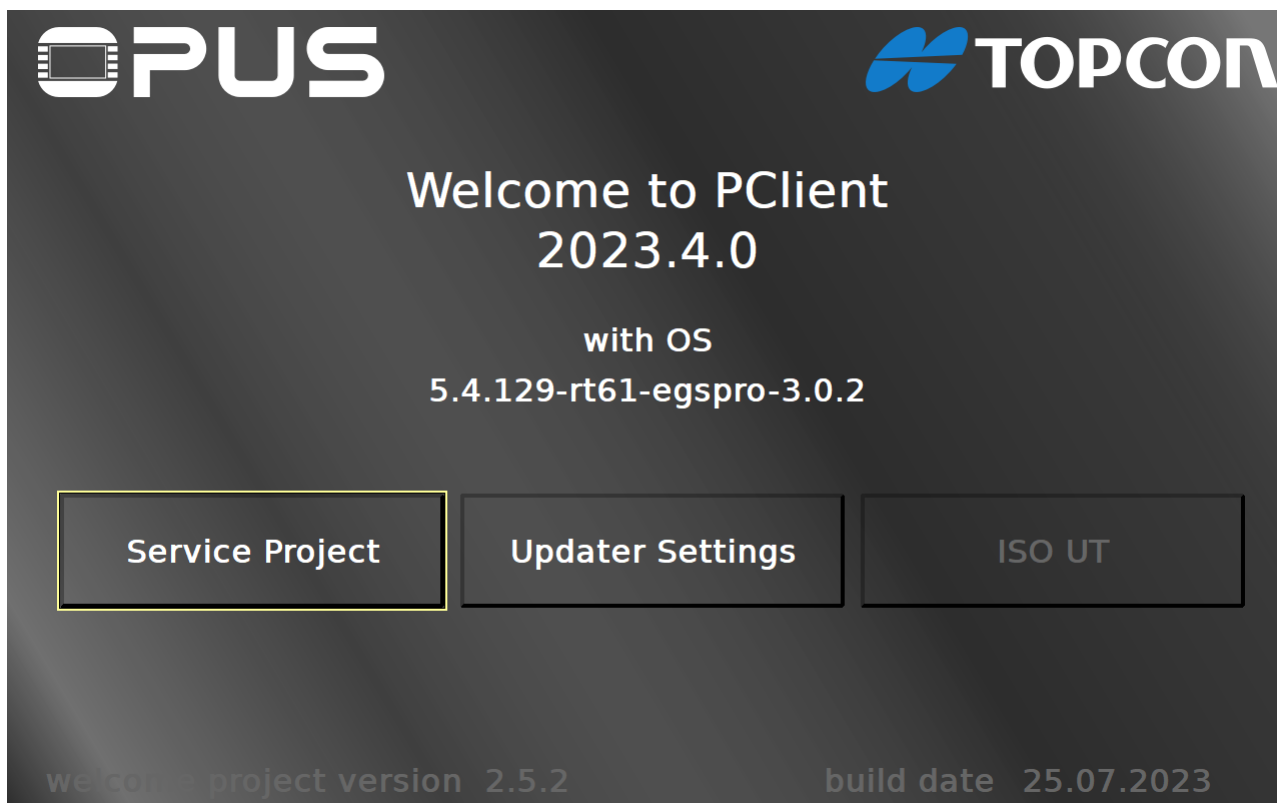 OPUS
TOPCON
Welcome to PClient
2023.4.0
with OS
5.4.129-rt61-egspro-3.0.2
Service Project
Updater Settings
ISO UT
welcome project version 2.5.2
build date 25.07.2023